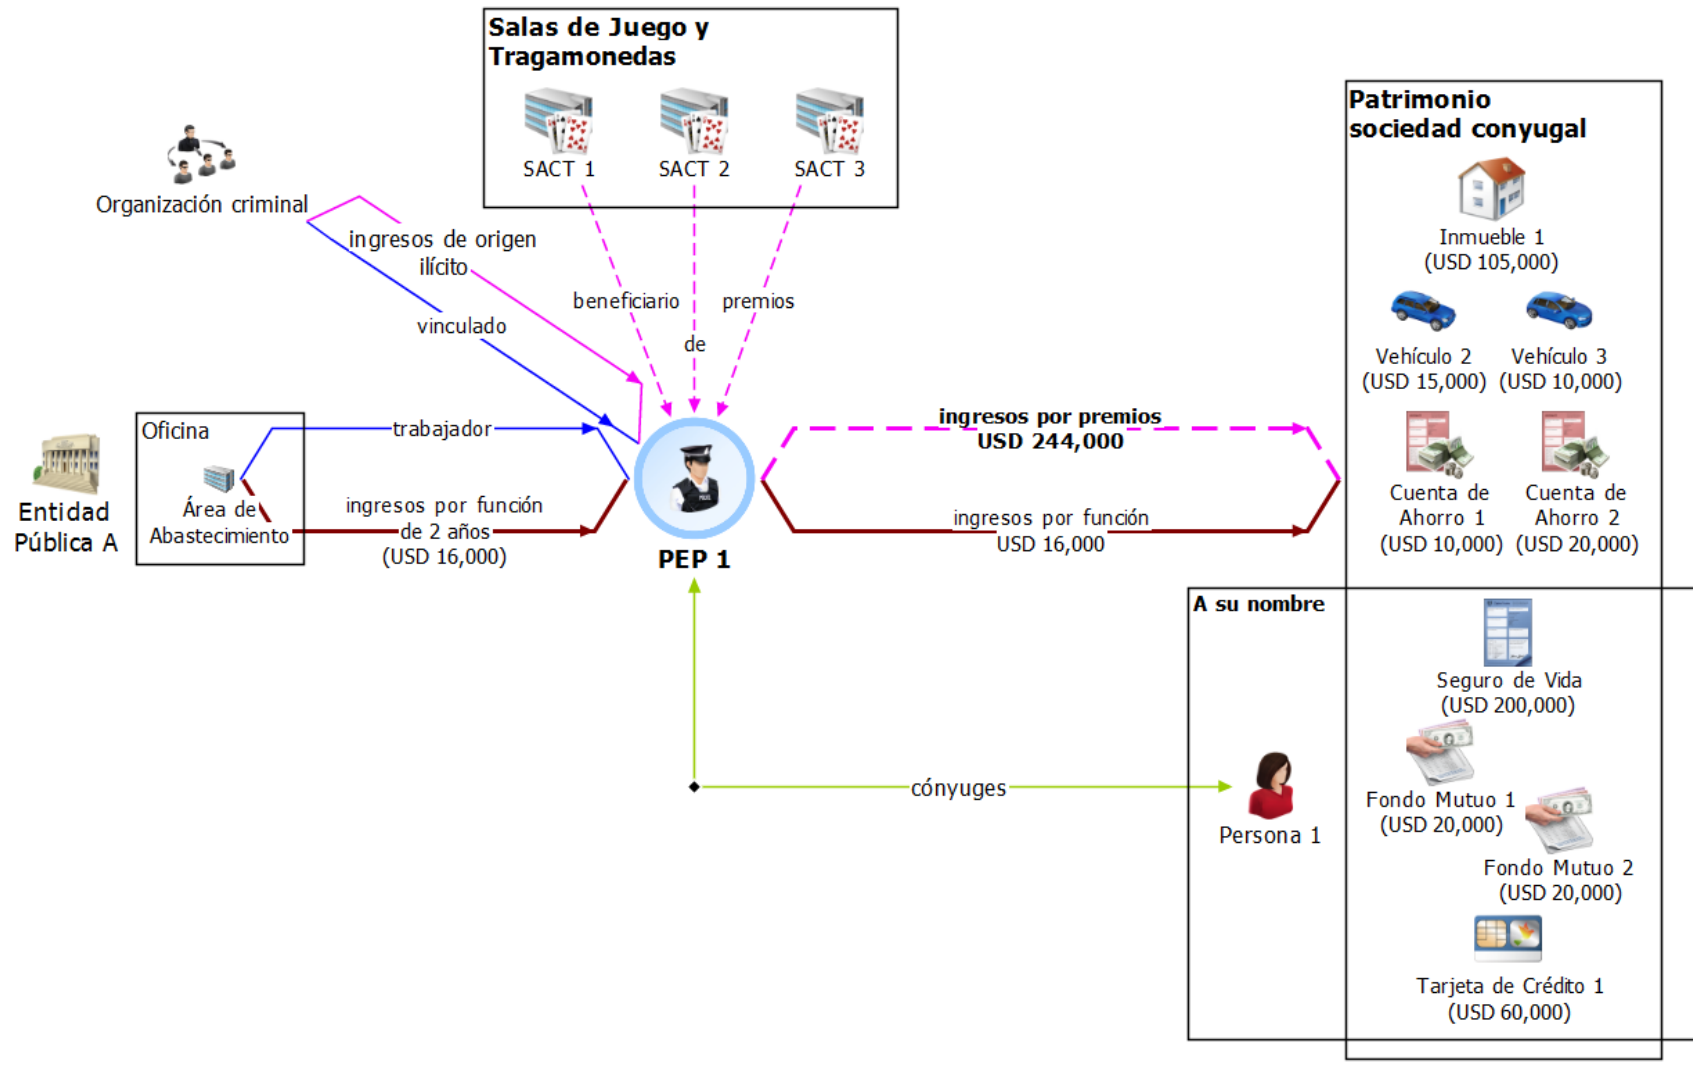 Salas de Juego y
Tragamonedas
SACT 1
SACT 2
SACT 3
Organización criminal
ingresos de origen
ilícito
vinculado
beneficiario
de
premios
Entidad
Pública A
Oficina
Área de
Abastecimiento
trabajador
ingresos por función
de 2 años
(USD 16,000)
POLICE
PEP 1
ingresos por premios
USD 244,000
ingresos por función
USD 16,000
Patrimonio
sociedad conyugal
Inmueble 1
(USD 105,000)
Vehículo 2
(USD 15,000)
Vehículo 3
(USD 10,000)
Cuenta de
Ahorro 1
(USD 10,000)
Cuenta de
Ahorro 2
(USD 20,000)
cónyuges
A su nombre
Persona 1
Seguro de Vida
(USD 200,000)
Fondo Mutuo 1
(USD 20,000)
Fondo Mutuo 2
(USD 20,000)
Tarjeta de Crédito 1
(USD 60,000)